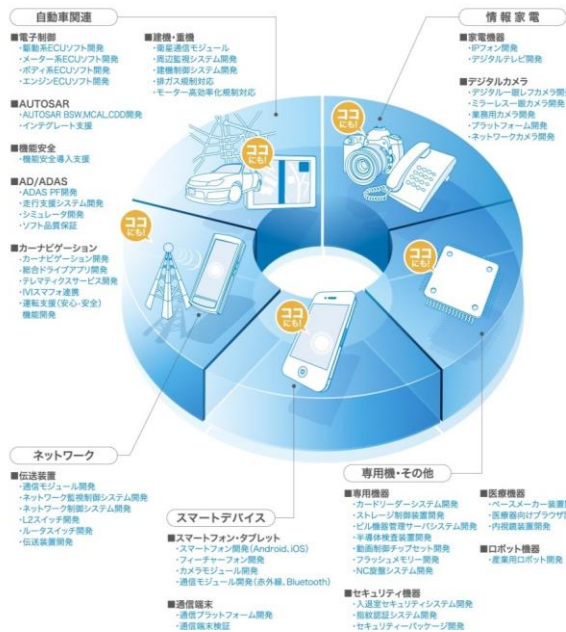 自動車関連
■電子制御
・駆動系ECUソフト開発
・メーター系ECUソフト開発
・ボディ系ECUソフト開発
・エンジンECUソフト開発
■AUTOSAR
・AUTOSAR BSW,MCAL,CDD開発
・インテグレート支援
■機能安全
・機能安全導入支援
■AD/ADAS
・ADAS PF開発
・走行支援システム開発
・シミュレータ開発
・ソフト品質保証
■カーナビゲーション
・カーナビゲーション開発
・総合ドライブアプリ開発
・テレマティクスサービス開発
・IVIスマフォ連携
・運転支援(安心・安全)
機能開発
■建機・重機
・衛星通信モジュール
・周辺監視システム開発
・建機制御システム開発
・排ガス規制対応
・モーター高効率化規制対応
情報家電
■家電機器
・IPフォン開発
・デジタルテレビ開発
■デジタルカメラ
・デジタル一眼レフカメラ開
・ミラーレス一眼カメラ開発
・業務用カメラ開発
・プラットフォーム開発
・ネットワークカメラ開発
ココ
にも!
ココ
にも!
ココ
にも!
ココ
にも!
ココ
にも!
ネットワーク
■伝送装置
・通信モジュール開発
・ネットワーク監視制御システム開発
・ネットワーク制御システム開発
・L2スイッチ開発
・ルータスイッチ開発
・伝送装置開発
スマートデバイス
■スマートフォン・タブレット
・スマートフォン開発(Android、iOS)
・フィーチャーフォン開発
・カメラモジュール開発
・通信モジュール開発(赤外線、Bluetooth)
■通信端末
・通信プラットフォーム開発
・通信端末検証
専用機・その他
■専用機器
・カードリーダーシステム開発
・ストレージ制御装置開発
・ビル機器管理サーバシステム開発
・半導体検査装置開発
・動画制御チップセット開発
・フラッシュメモリー開発
・NC旋盤システム開発
■セキュリティ機器
・入退室セキュリティシステム開発
・指紋認証システム開発
・セキュリティーパッケージ開発
■医療機器
・ペースメーカー装置
・医療器向けブラウザ
・内視鏡装置開発
■ロボット機器
・産業用ロボット開発